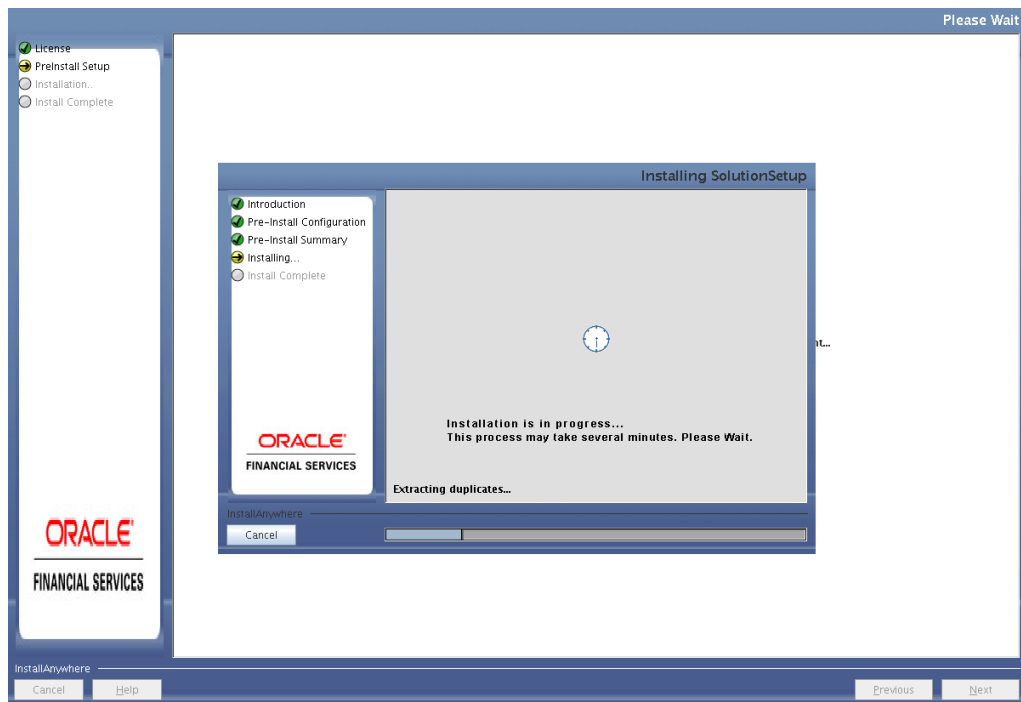 Please Wait
License
PreInstall Setup
Installation..
Install Complete
Installing SolutionSetup
Introduction
Pre-Install Configuration
Pre-Install Summary
Installing...
Install Complete
Installation is in progress...
This process may take several minutes. Please Wait.
ORACLE'
FINANCIAL SERVICES
Extracting duplicates...
InstallAnywhere
Cancel
ORACLE'
FINANCIAL SERVICES
InstallAnywhere
Cancel
Help
Previous
Next